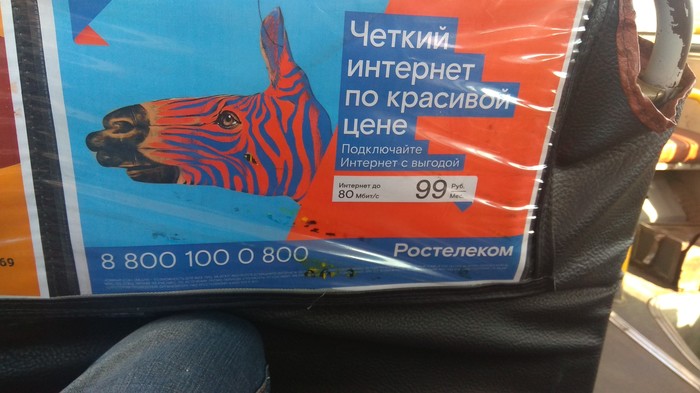 Четкий
интернет
по красивой
цене
Подключайте
Интернет с выгодой
Интернет до
80 Мбит/с
99 Руб.
Мес.
8 800 100 0 800
Ростелеком
69